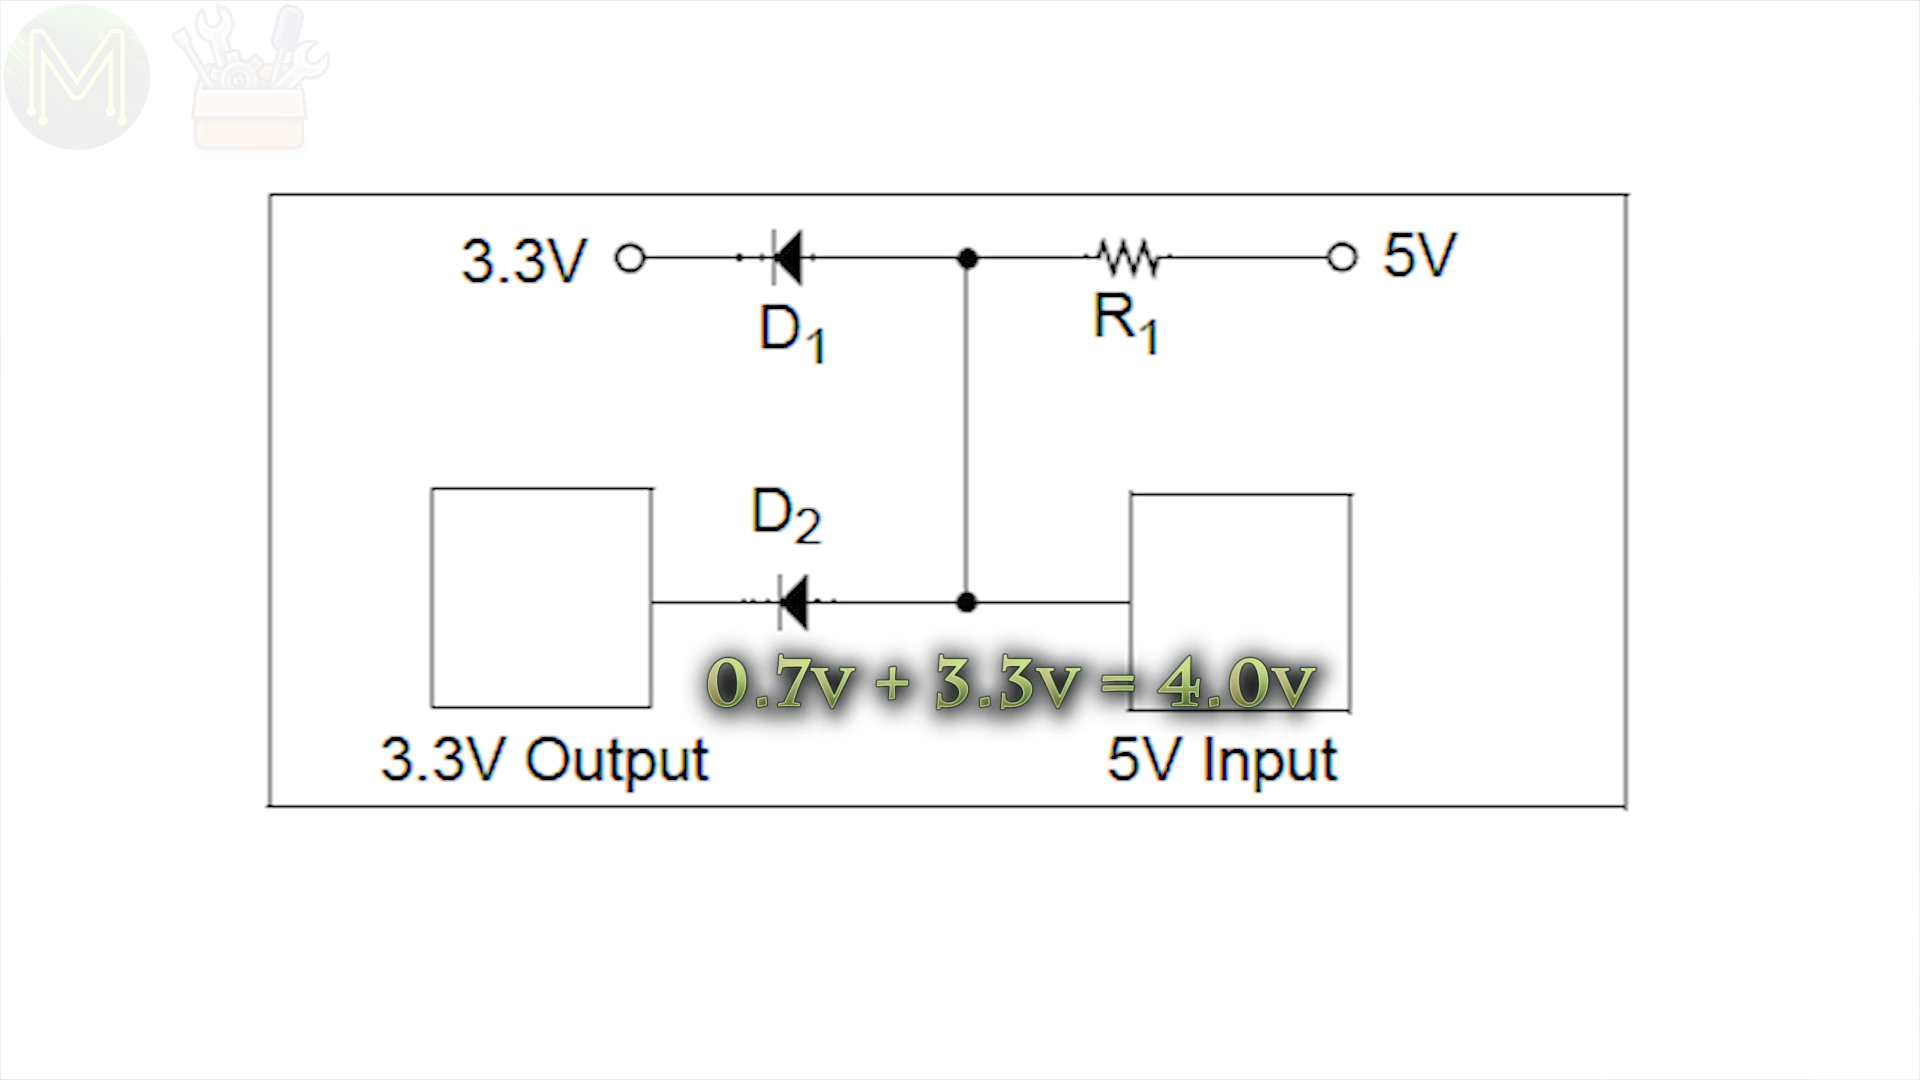 M
3.3V
5V
D1
R1
D2
0.7v + 3.3v = 4.0v
3.3V Output
5V Input